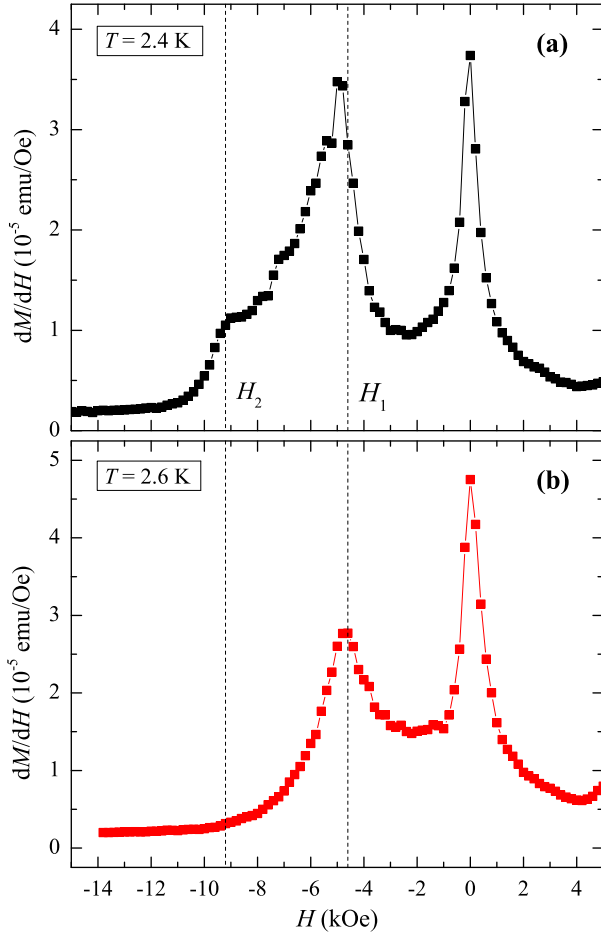 T = 2.4 K
(a)
4
3
2
1
0
dM/dH (10⁻⁵ emu/Oe)
H₂
H₁
T = 2.6 K
(b)
5
4
3
2
1
0
dM/dH (10⁻⁵ emu/Oe)
-14 -12 -10 -8 -6 -4 -2 0 2 4
H (kOe)